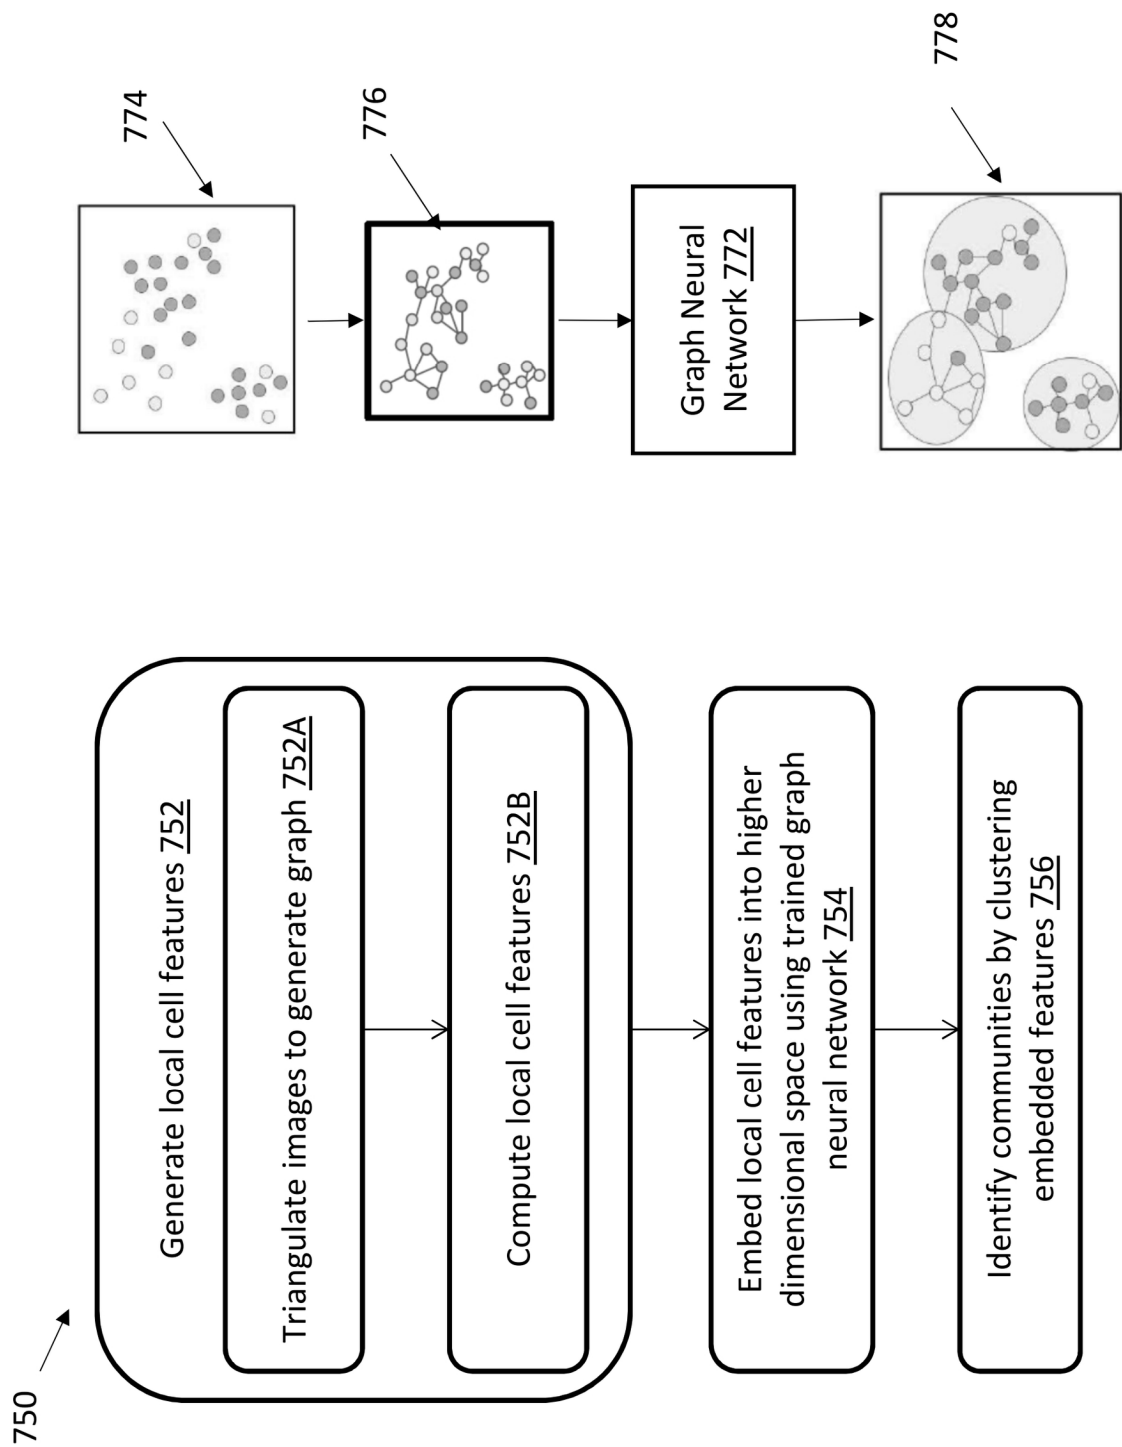 750
Generate local cell features 752
Triangulate images to generate graph 752A
Compute local cell features 752B
Embed local cell features into higher
dimensional space using trained graph
neural network 754
Identify communities by clustering
embedded features 756
774
776
Graph Neural
Network 772
778